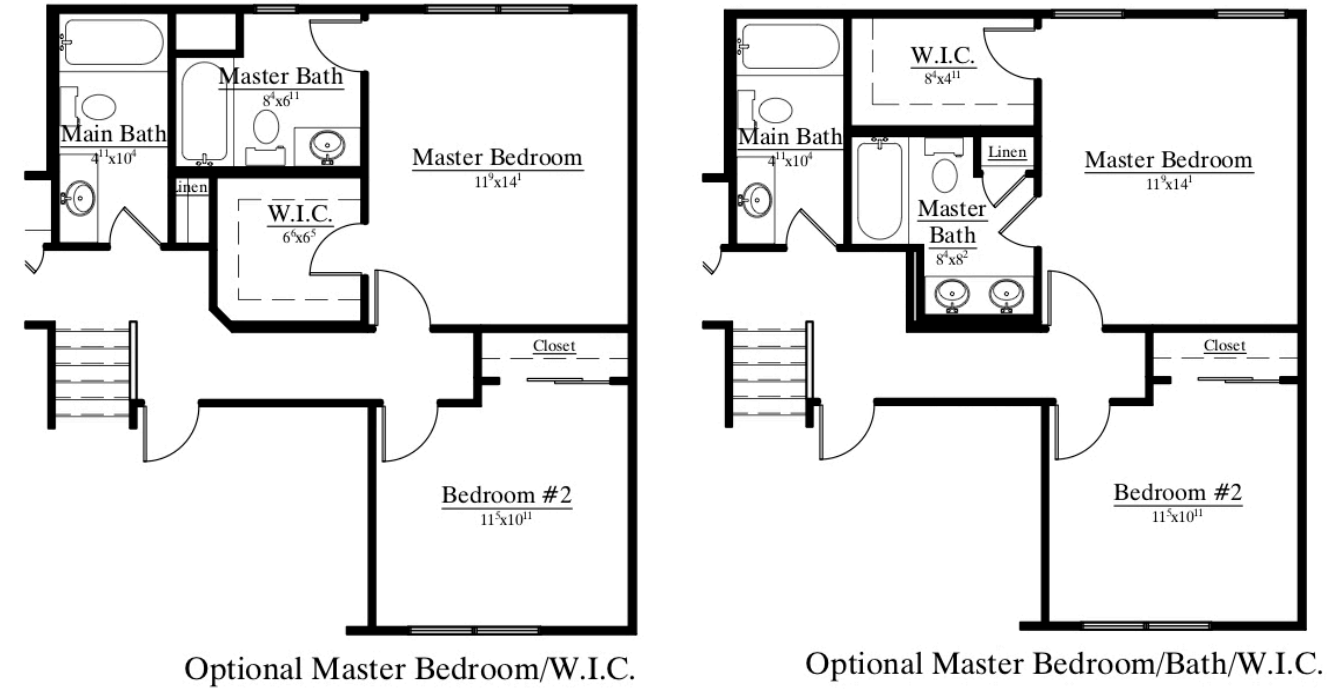 Master Bath
8⁴x6¹¹
Main Bath
4¹¹x10⁴
Master Bedroom
11⁹x14¹
Linen
W.I.C.
6⁶x6⁵
Closet
Bedroom #2
11⁵x10¹¹
Optional Master Bedroom/W.I.C.
W.I.C.
8⁴x4¹¹
Main Bath
4¹¹x10⁴
Linen
Master Bedroom
11⁹x14¹
Master
Bath
8⁴x8²
Closet
Bedroom #2
11⁵x10¹¹
Optional Master Bedroom/Bath/W.I.C.